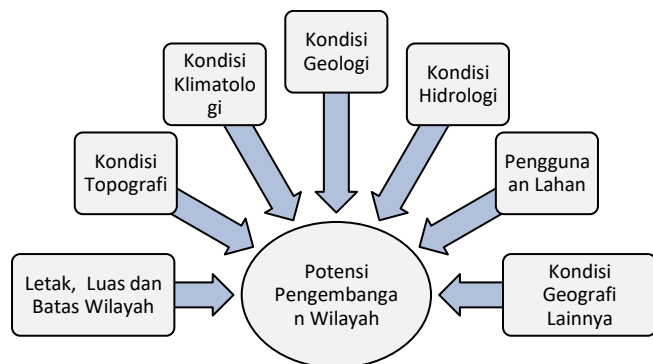 Kondisi
Geologi
Kondisi
Klimatolo
gi
Kondisi
Hidrologi
Kondisi
Topografi
Pengguna
an Lahan
Letak, Luas dan
Batas Wilayah
Potensi
Pengembanga
n Wilayah
Kondisi
Geografi
Lainnya